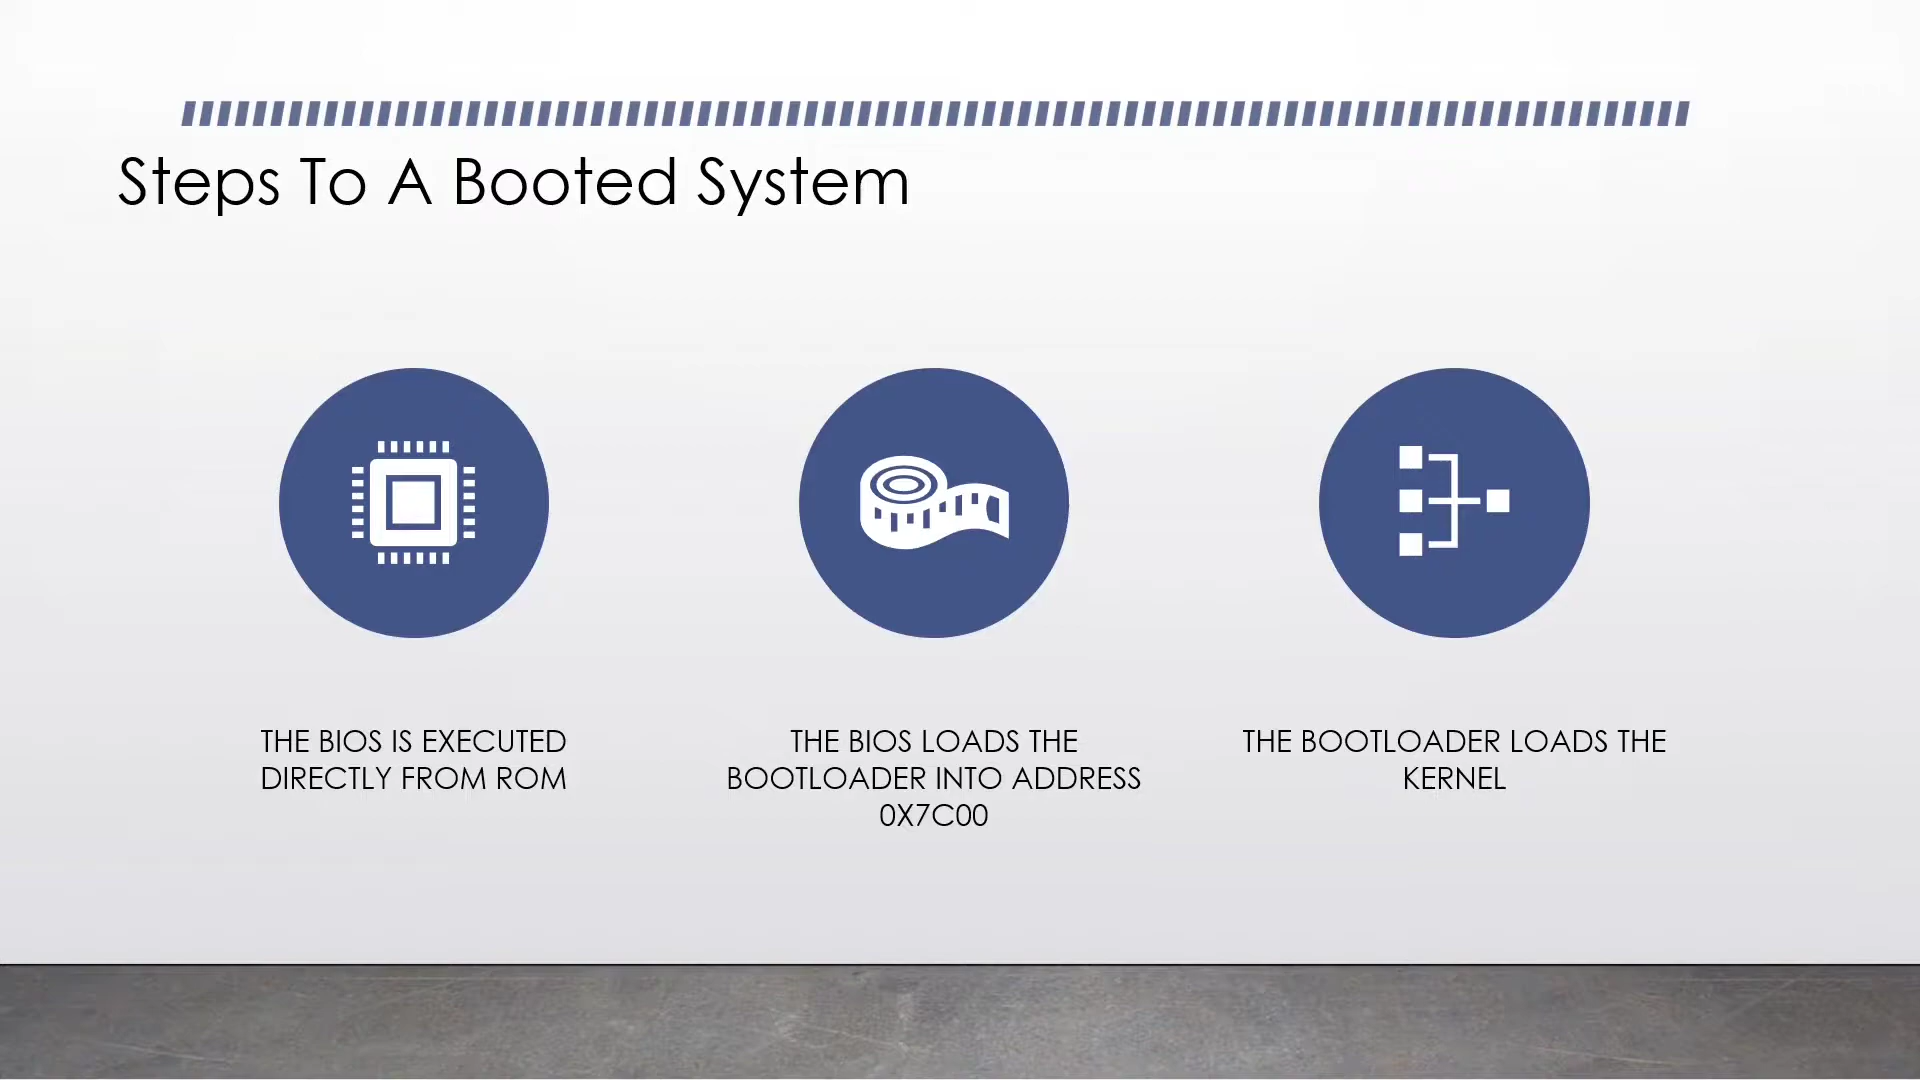 Steps To A Booted System
THE BIOS IS EXECUTED
DIRECTLY FROM ROM
THE BIOS LOADS THE
BOOTLOADER INTO ADDRESS
0X7C00
THE BOOTLOADER LOADS THE
KERNEL